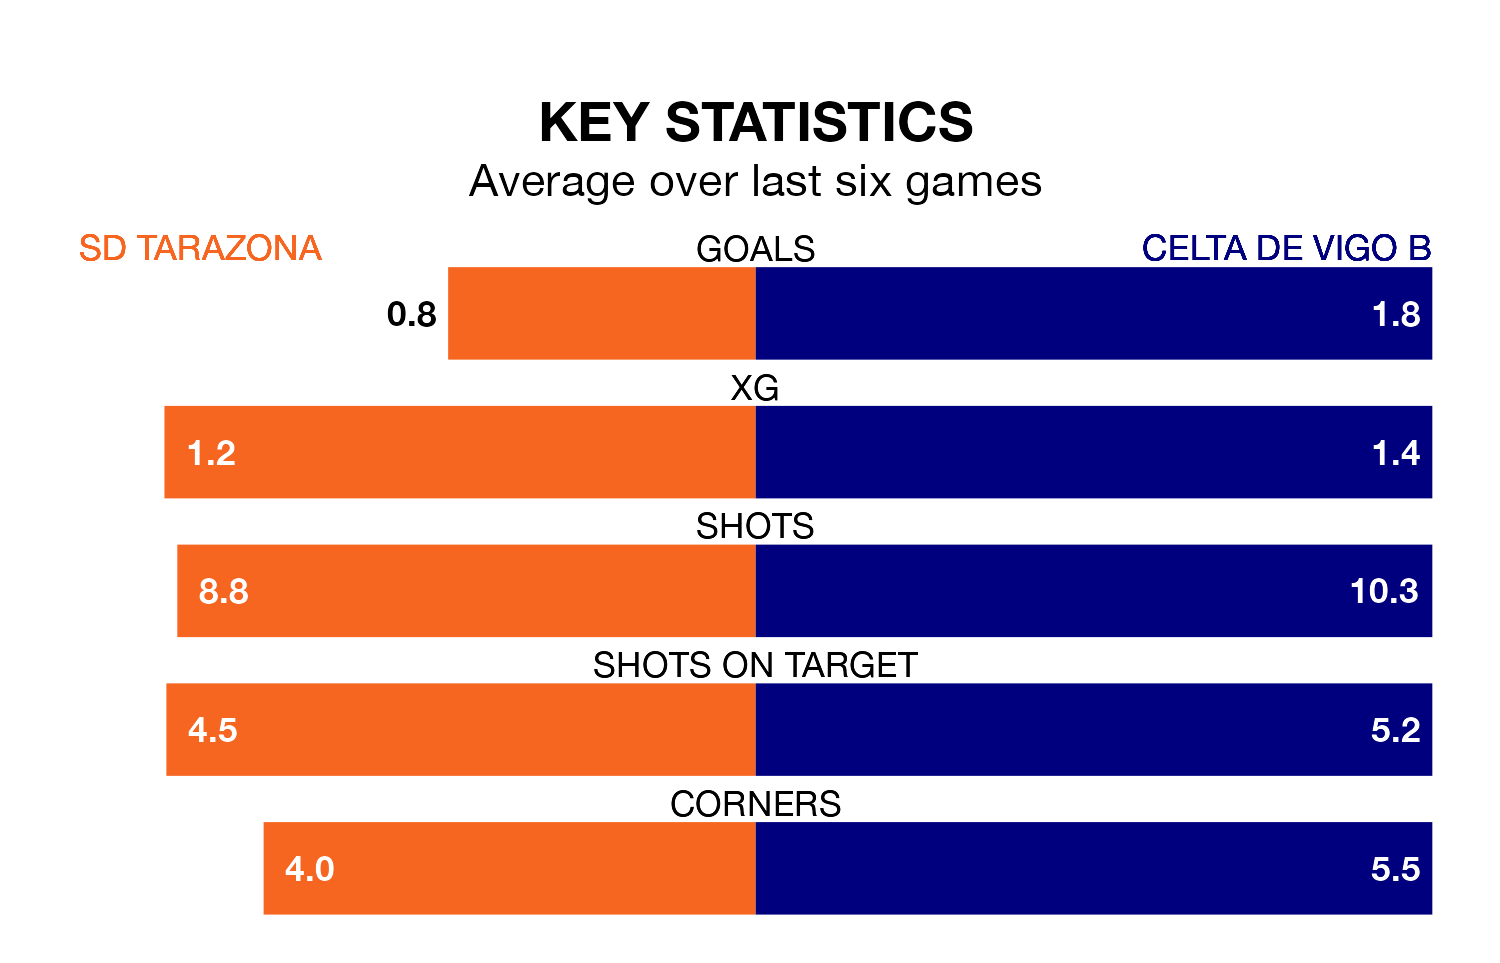 KEY STATISTICS
Average over last six games
SD TARAZONA GOALS CELTA DE VIGO B
0.8 1.8
XG
1.2 1.4
SHOTS
8.8 10.3
SHOTS ON TARGET
4.5 5.2
CORNERS
4.0 5.5